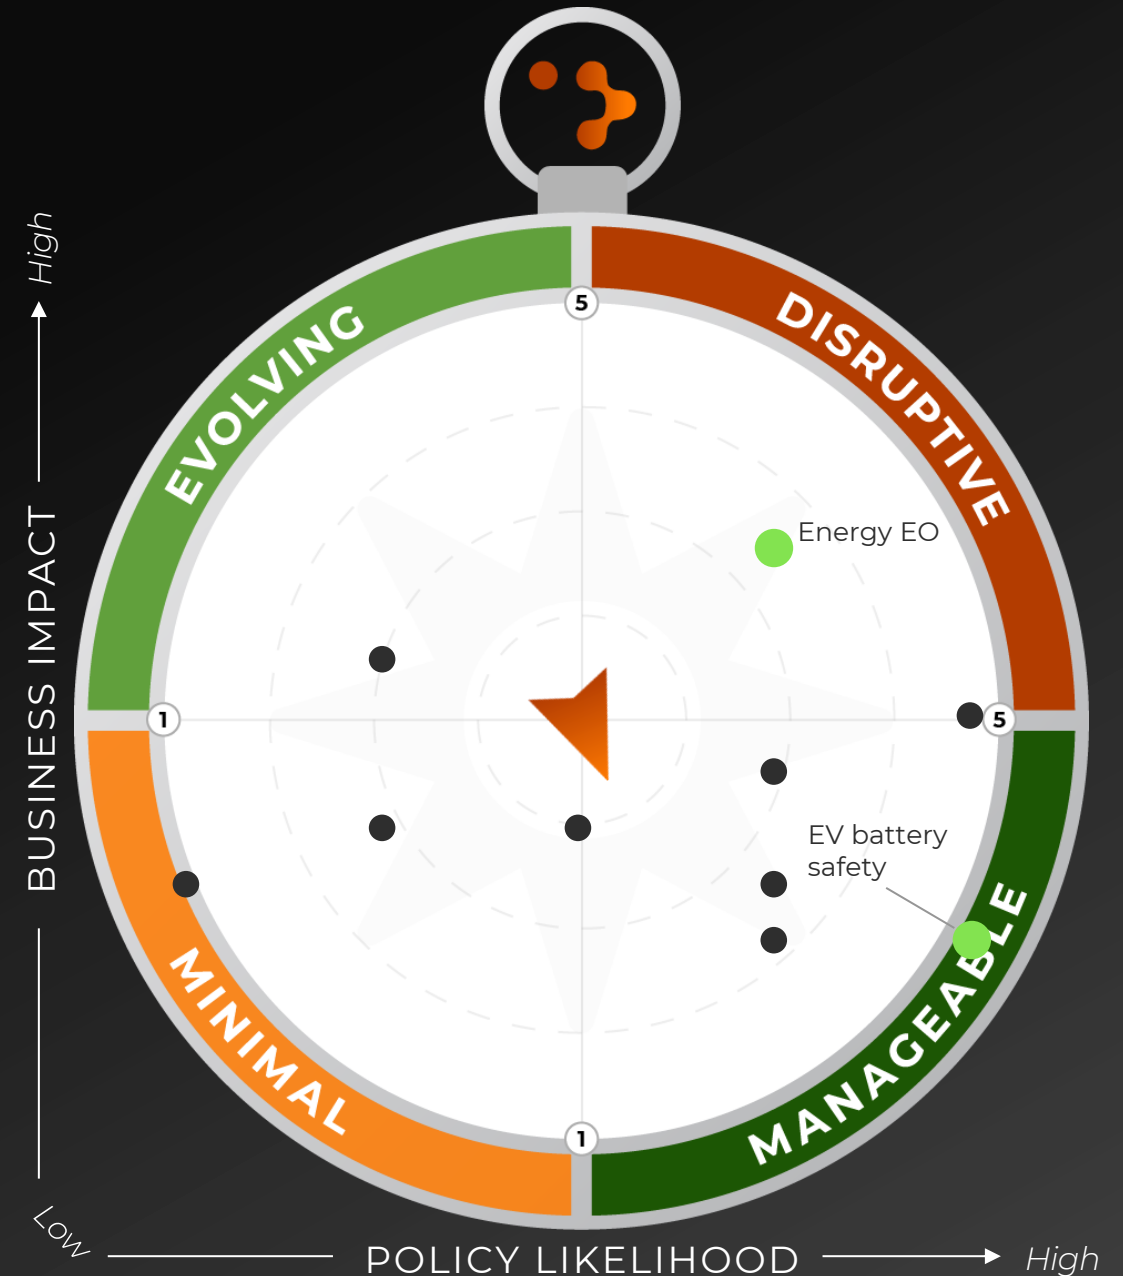 High
BUSINESS IMPACT
Low
POLICY LIKELIHOOD
High
EVOLVING
DISRUPTIVE
MINIMAL
MANAGEABLE
5
1
5
1
Energy EO
EV battery
safety